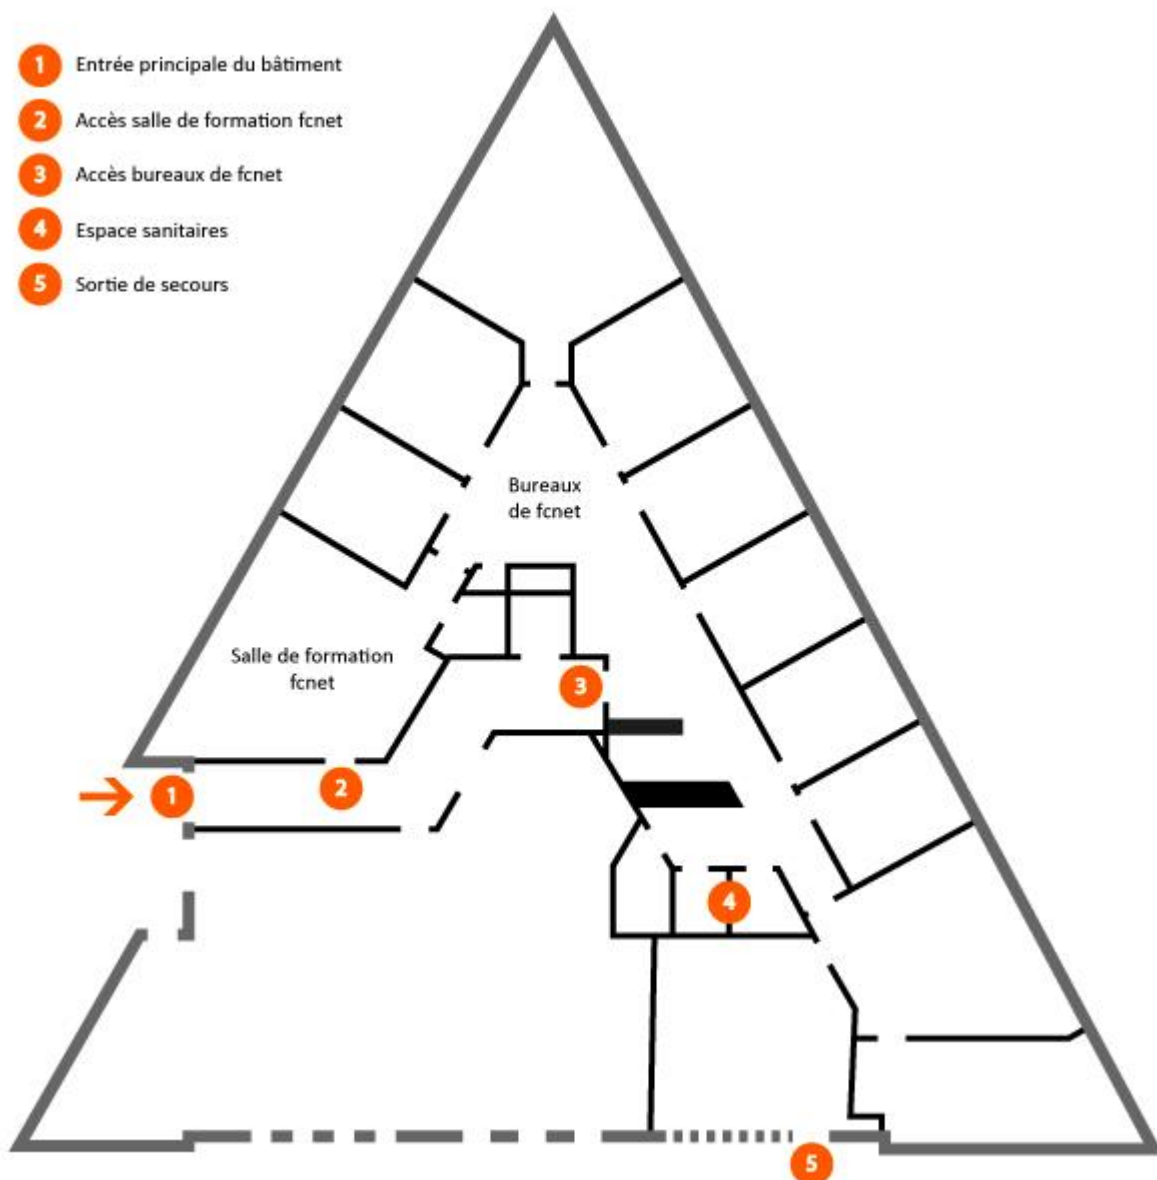 1 Entrée principale du bâtiment
2 Accès salle de formation fcnet
3 Accès bureaux de fcnet
4 Espace sanitaires
5 Sortie de secours
Bureaux
de fcnet
Salle de formation
fcnet
3
2
1
4
5